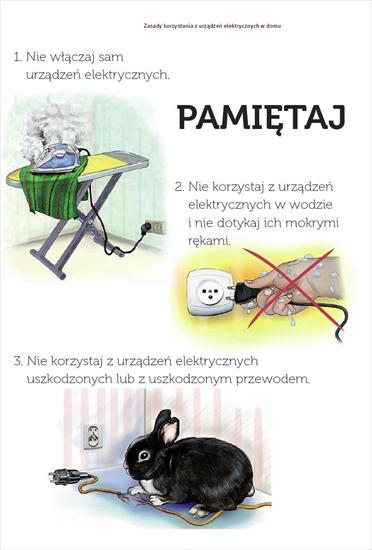 Zasady korzystania z urządzeń elektrycznych w domu
1. Nie włączaj sam
urządzeń elektrycznych.
PAMIĘTAJ
2. Nie korzystaj z urządzeń
elektrycznych w wodzie
i nie dotykaj ich mokrymi
rękami.
3. Nie korzystaj z urządzeń elektrycznych
uszkodzonych lub z uszkodzonym przewodem.